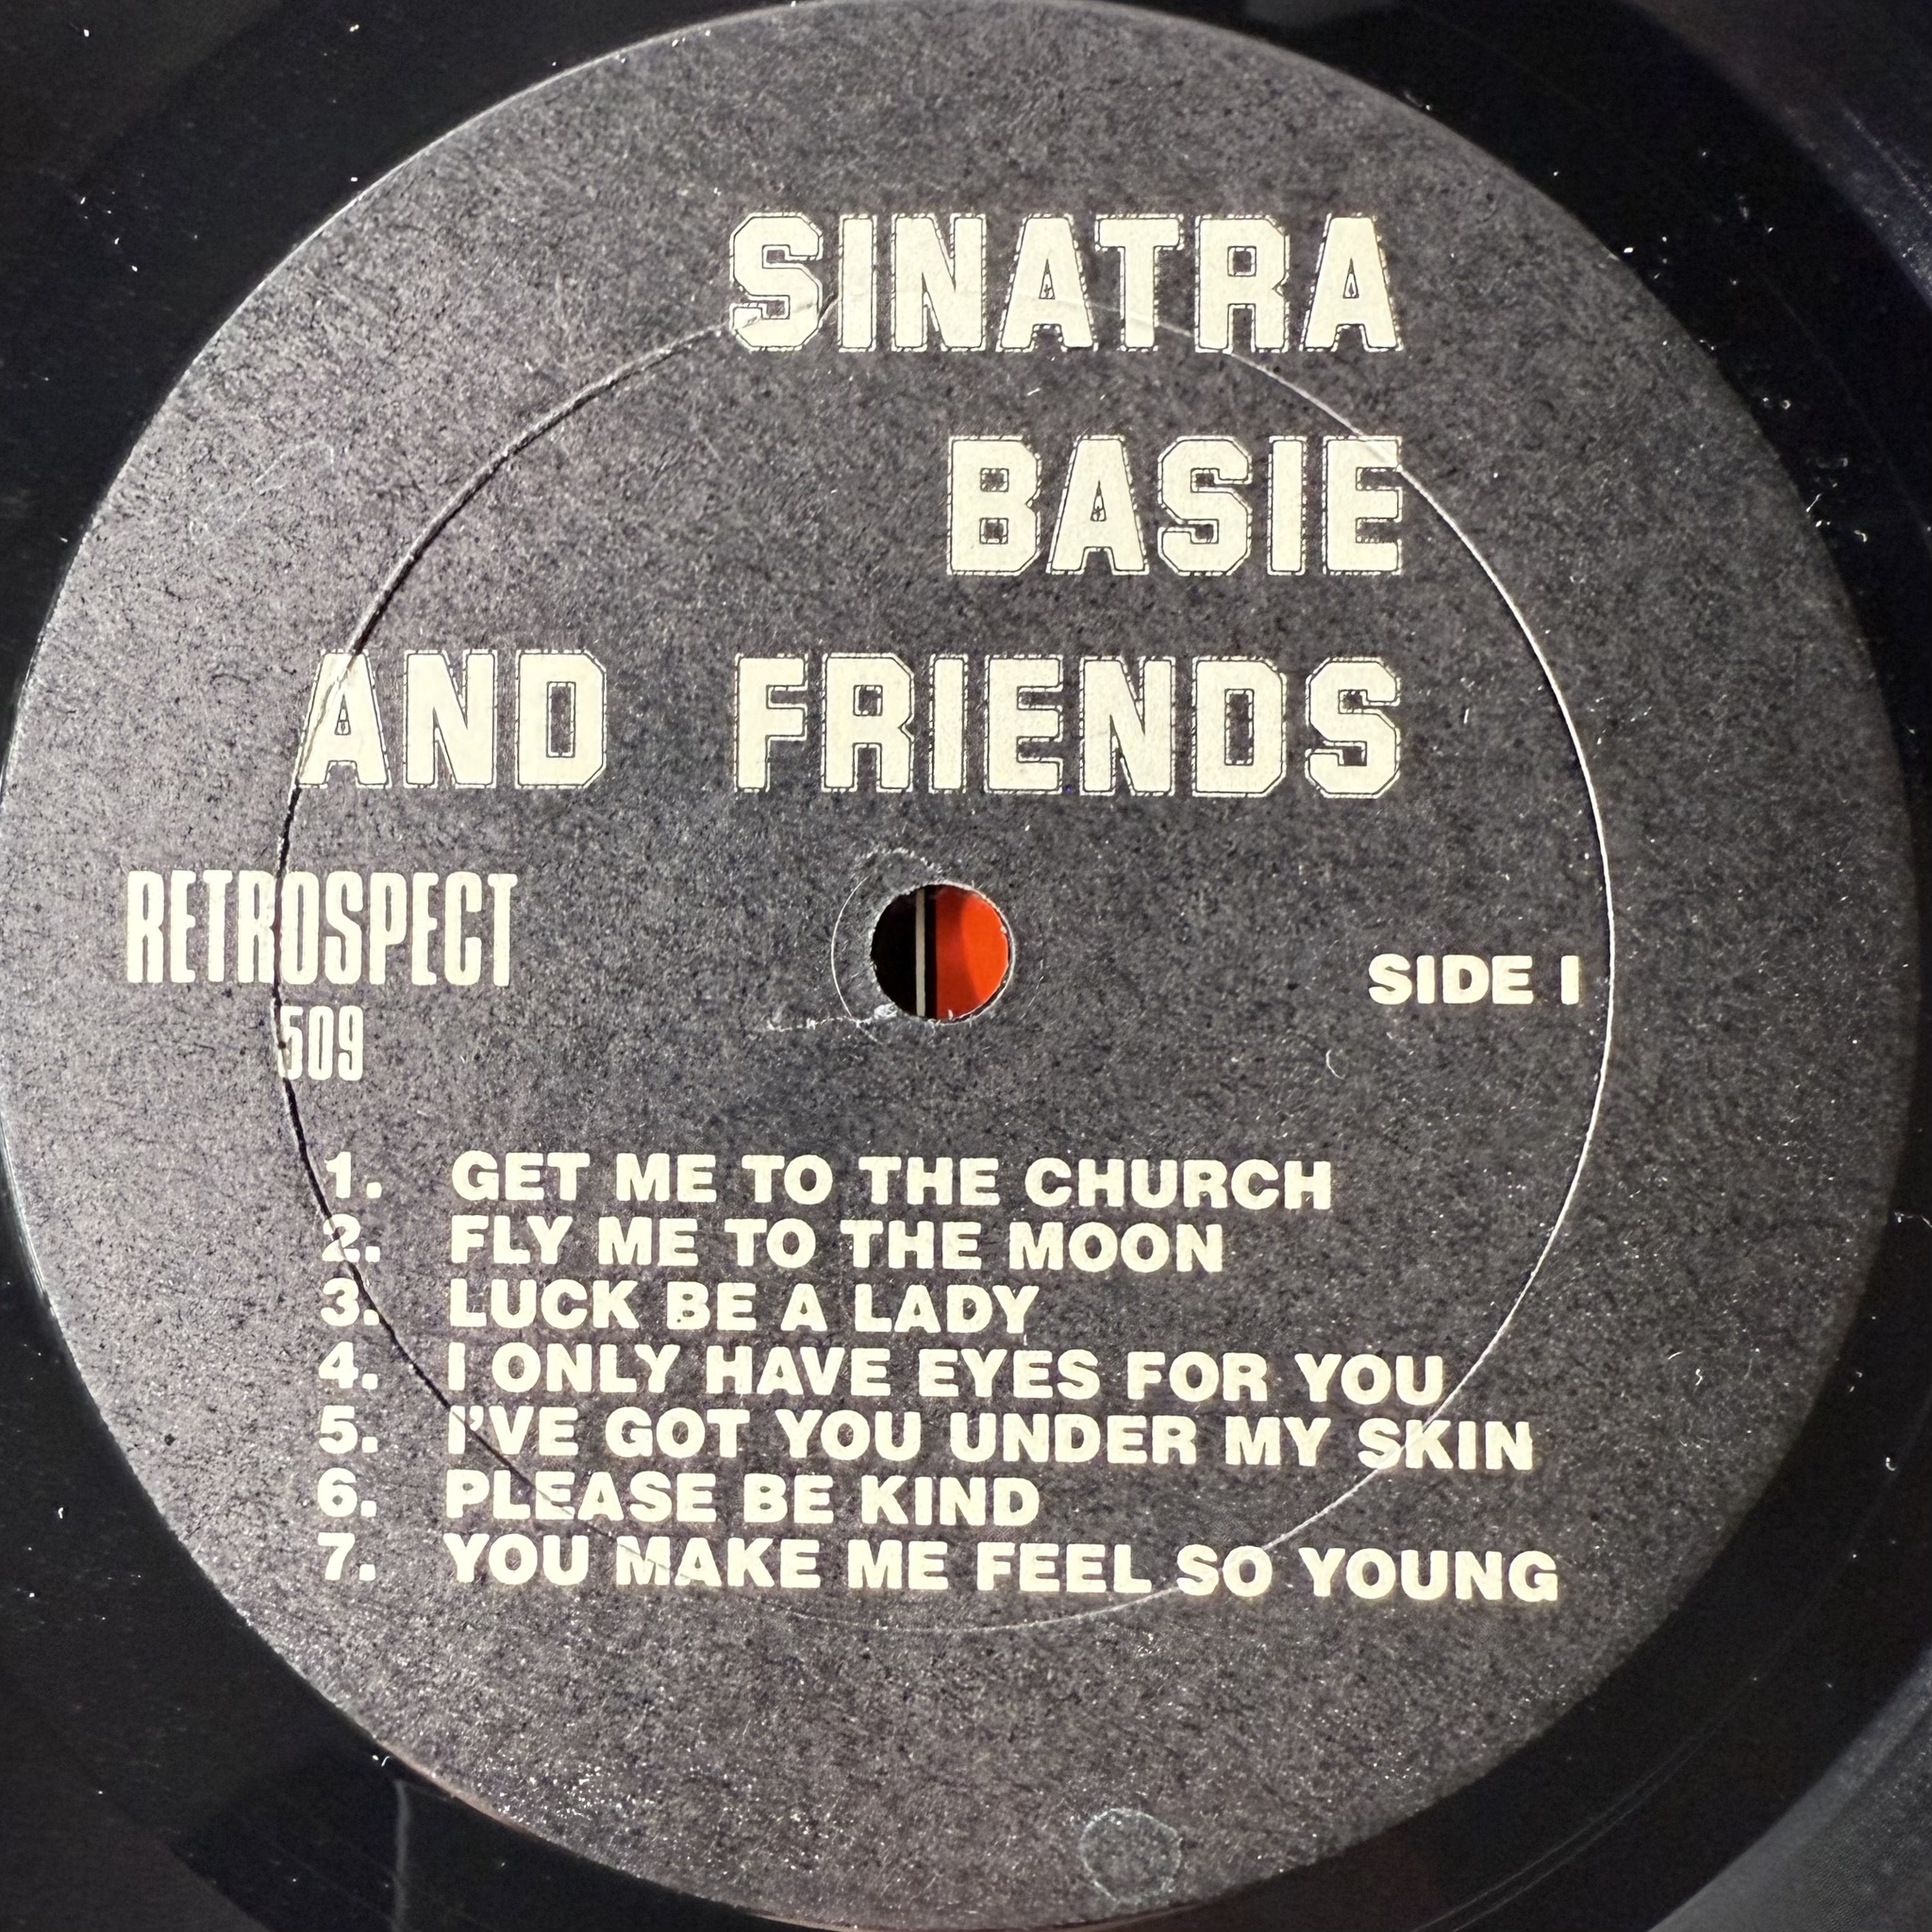 SINATRA
BASIE
AND FRIENDS
RETROSPECT
509
SIDE I
1. GET ME TO THE CHURCH
2. FLY ME TO THE MOON
3. LUCK BE A LADY
4. I ONLY HAVE EYES FOR YOU
5. I'VE GOT YOU UNDER MY SKIN
6. PLEASE BE KIND
7. YOU MAKE ME FEEL SO YOUNG